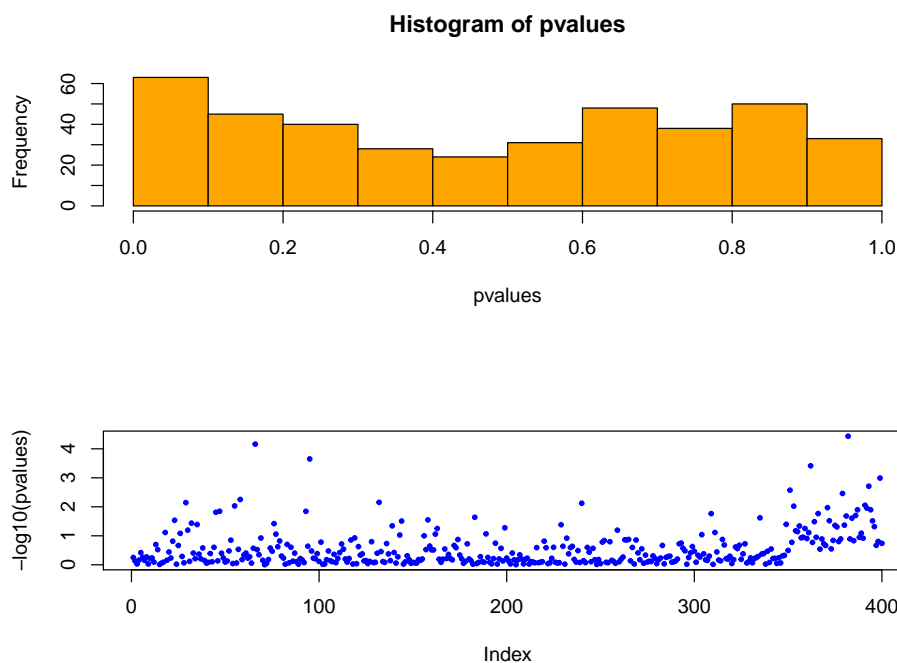 Histogram of pvalues
Frequency
0 20 40 60
0.0 0.2 0.4 0.6 0.8 1.0
pvalues
−log10(pvalues)
0 1 2 3 4
0 100 200 300 400
Index